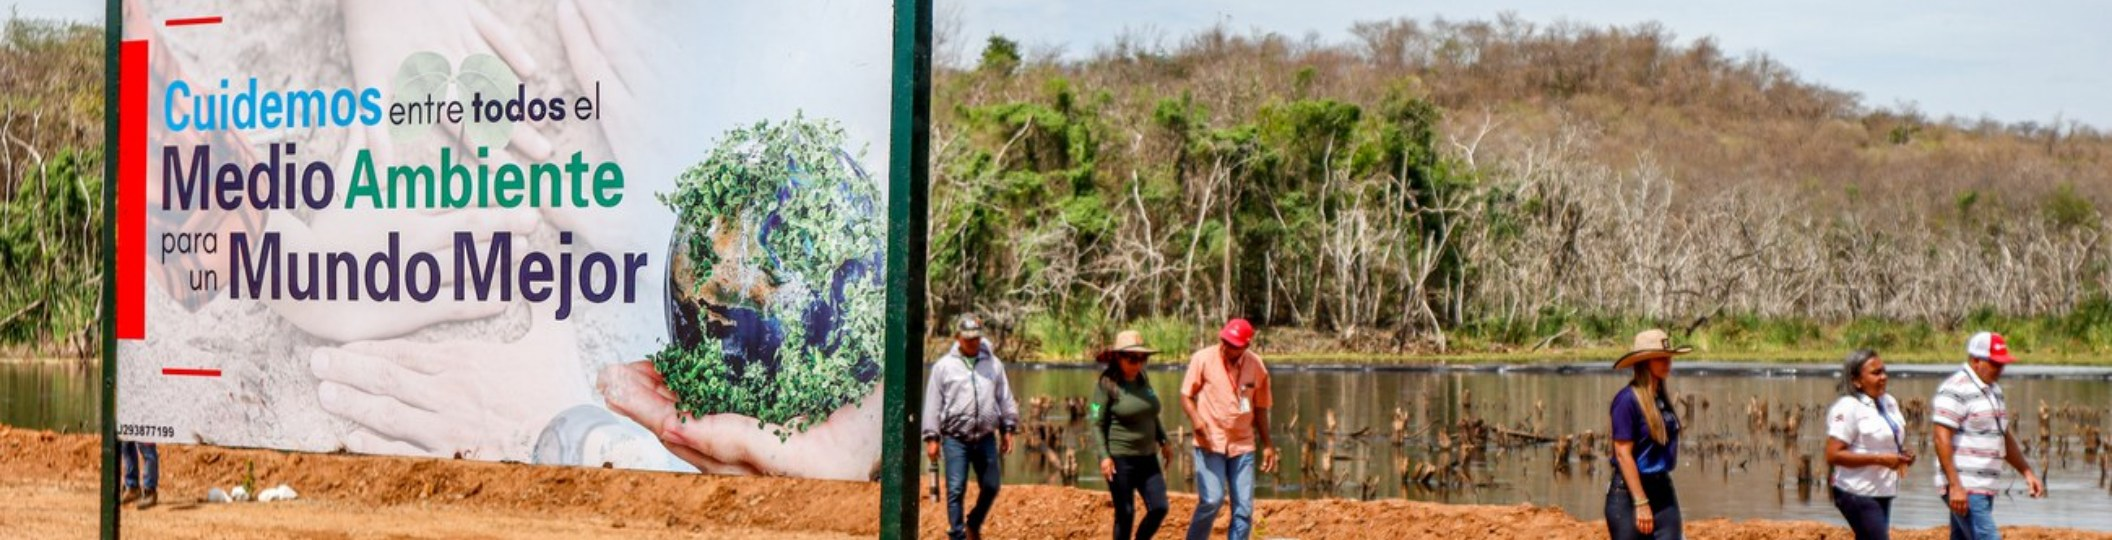 Cuidemos entre todos el
Medio Ambiente
para un Mundo Mejor
J293877199